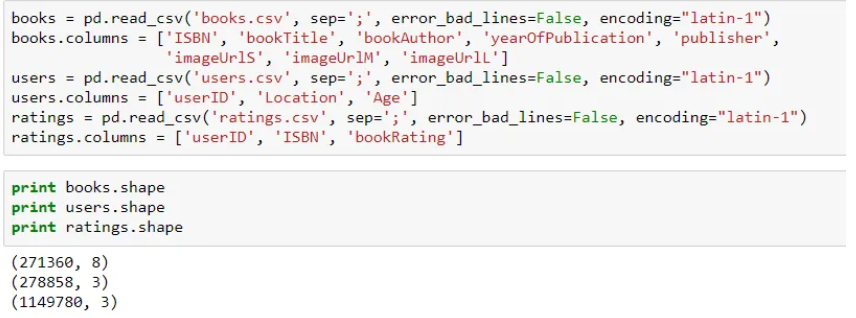 books = pd.read_csv('books.csv', sep=';', error_bad_lines=False, encoding="latin-1")
books.columns = ['ISBN', 'bookTitle', 'bookAuthor', 'yearOfPublication', 'publisher',
'imageUrlS', 'imageUrlM', 'imageUrlL']
users = pd.read_csv('users.csv', sep=';', error_bad_lines=False, encoding="latin-1")
users.columns = ['userID', 'Location', 'Age']
ratings = pd.read_csv('ratings.csv', sep=';', error_bad_lines=False, encoding="latin-1")
ratings.columns = ['userID', 'ISBN', 'bookRating']
print books.shape
print users.shape
print ratings.shape
(271360, 8)
(278858, 3)
(1149780, 3)